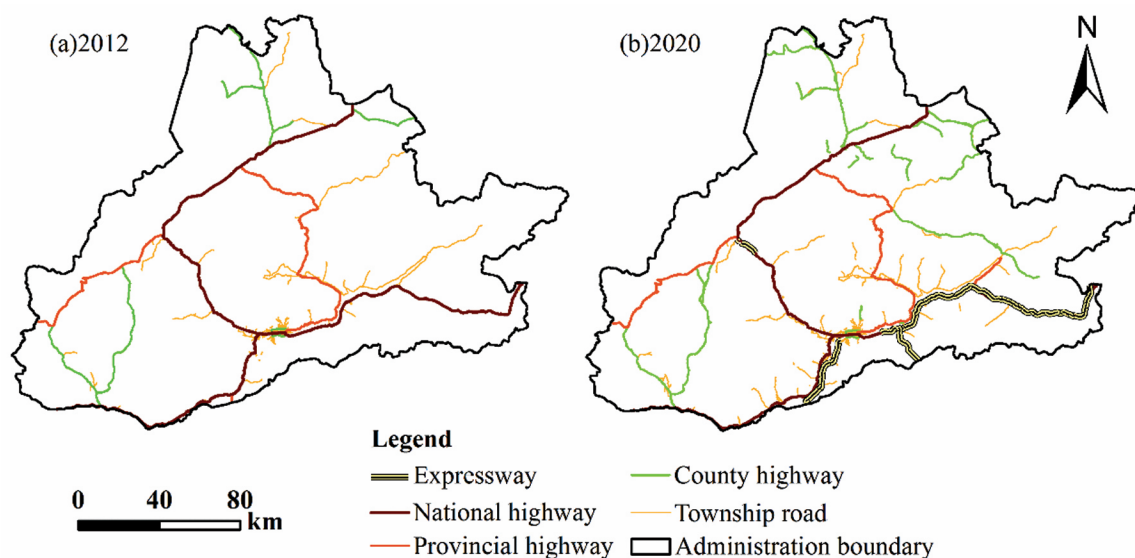 (a)2012
(b)2020
N
Legend
Expressway
County highway
National highway
Township road
Provincial highway
Administration boundary
0 40 80
km